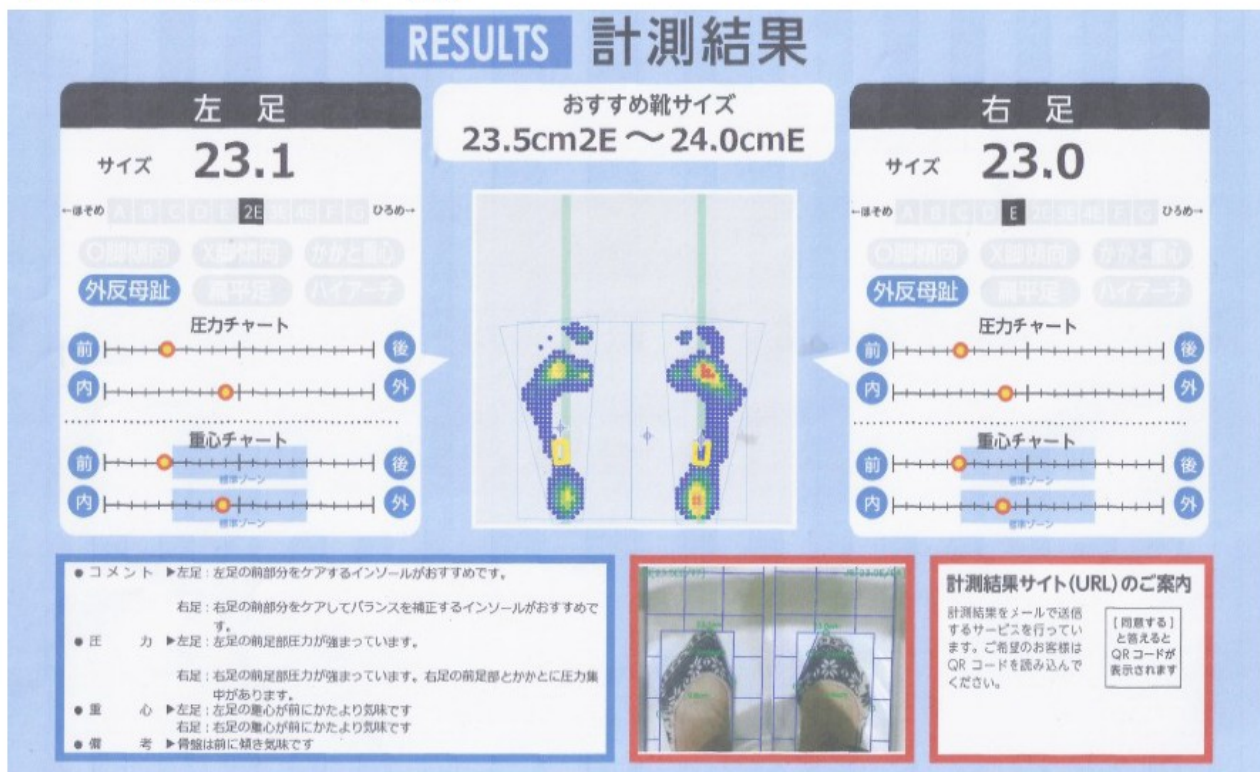 RESULTS 計測結果
左 足
サイズ 23.1
←ほそめ A B C D E 2E 3E 4E F G ひろめ→
O脚傾向 X脚傾向 かかと重心
外反母趾 扁平足 ハイアーチ
圧力チャート
前 後
内 外
重心チャート
前 後
標準ゾーン
内 外
標準ゾーン
おすすめ靴サイズ
23.5cm2E ～ 24.0cmE
右 足
サイズ 23.0
←ほそめ A B C D E 2E 3E 4E F G ひろめ→
O脚傾向 X脚傾向 かかと重心
外反母趾 扁平足 ハイアーチ
圧力チャート
前 後
内 外
重心チャート
前 後
標準ゾーン
内 外
標準ゾーン
● コメント ▶左足：左足の前部分をケアするインソールがおすすめです。
右足：右足の前部分をケアしてバランスを補正するインソールがおすすめで
す。
● 圧 力 ▶左足：左足の前足部圧力が強まっています。
右足：右足の前足部圧力が強まっています。右足の前足部とかかとに圧力集
中があります。
● 重 心 ▶左足：左足の重心が前にかたより気味です
右足：右足の重心が前にかたより気味です
● 備 考 ▶骨盤は前に傾き気味です
計測結果サイト(URL)のご案内
計測結果をメールで送信
するサービスを行ってい
ます。ご希望のお客様は
QRコードを読み込んで
ください。
[同意する]
と答えると
QRコードが
表示されます